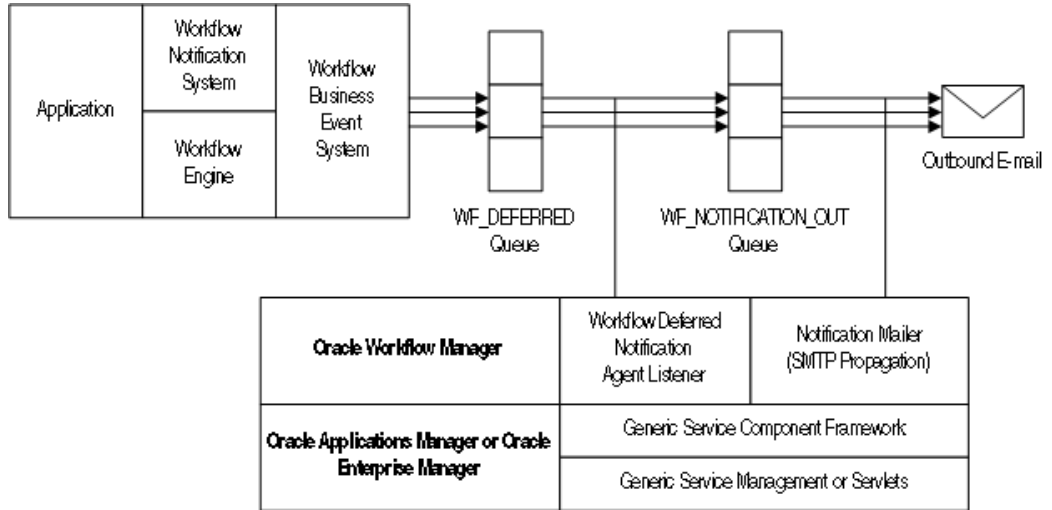 Application
Workflow
Notification
System
Workflow
Engine
Workflow
Business
Event
System
WF_DEFERRED
Queue
WF_NOTIFICATION_OUT
Queue
Outbound E-mail
Oracle Workflow Manager
Workflow Deferred
Notification
Agent Listener
Notification Mailer
(SMTP Propagation)
Oracle Applications Manager or Oracle
Enterprise Manager
Generic Service Component Framework
Generic Service Management or Servlets